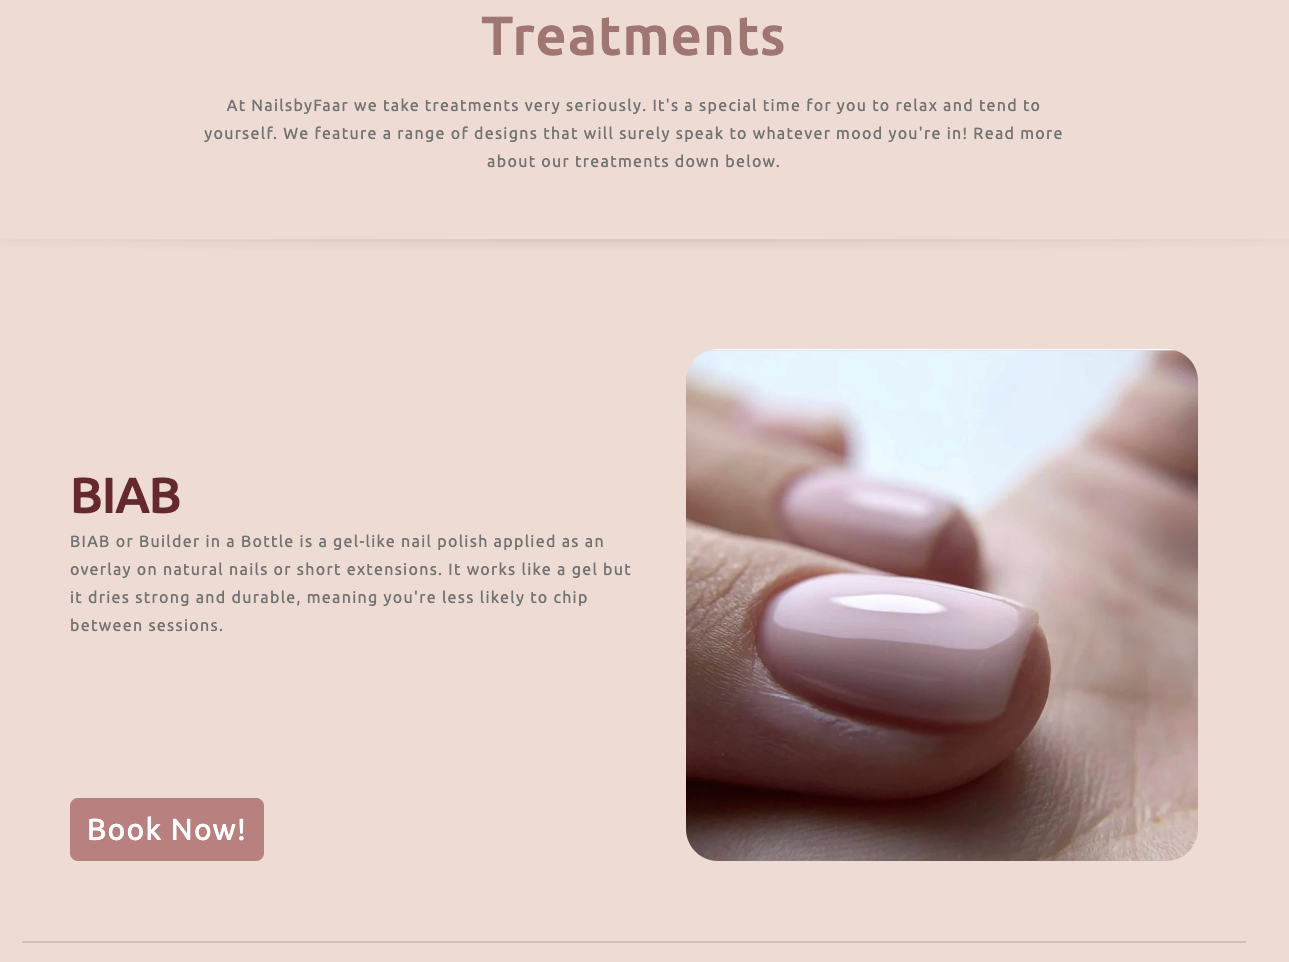 Treatments
At NailsbyFaar we take treatments very seriously. It's a special time for you to relax and tend to
yourself. We feature a range of designs that will surely speak to whatever mood you're in! Read more
about our treatments down below.
BIAB
BIAB or Builder in a Bottle is a gel-like nail polish applied as an
overlay on natural nails or short extensions. It works like a gel but
it dries strong and durable, meaning you're less likely to chip
between sessions.
Book Now!